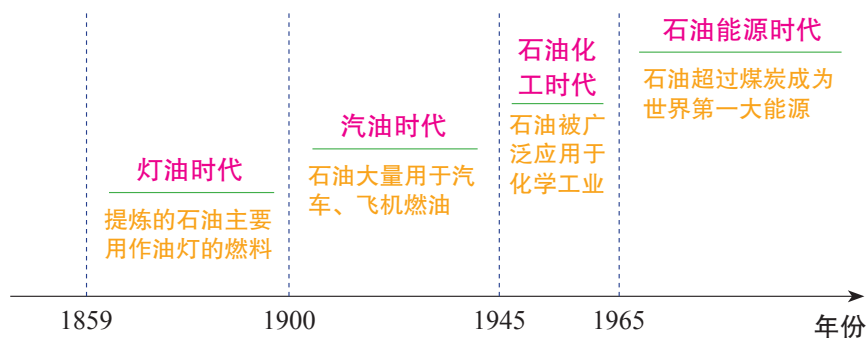 灯油时代
提炼的石油主要
用作油灯的燃料
汽油时代
石油大量用于汽
车、飞机燃油
石油化
工时代
石油被广
泛应用于
化学工业
石油能源时代
石油超过煤炭成为
世界第一大能源
1859
1900
1945
1965
年份